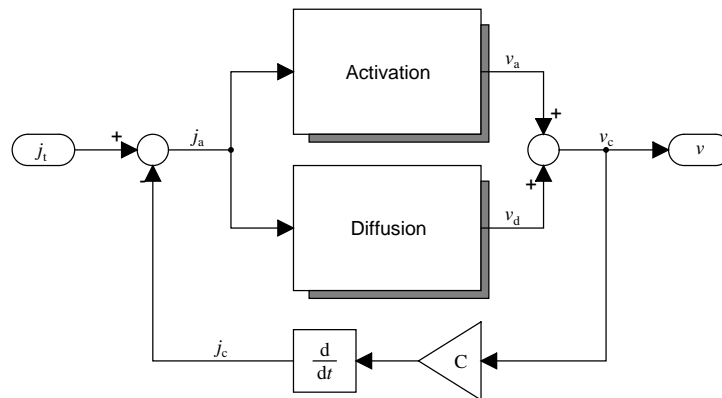 Activation
v_a
+
+ j_t j_a v_c v
-
+
Diffusion
v_d
j_c d/dt C